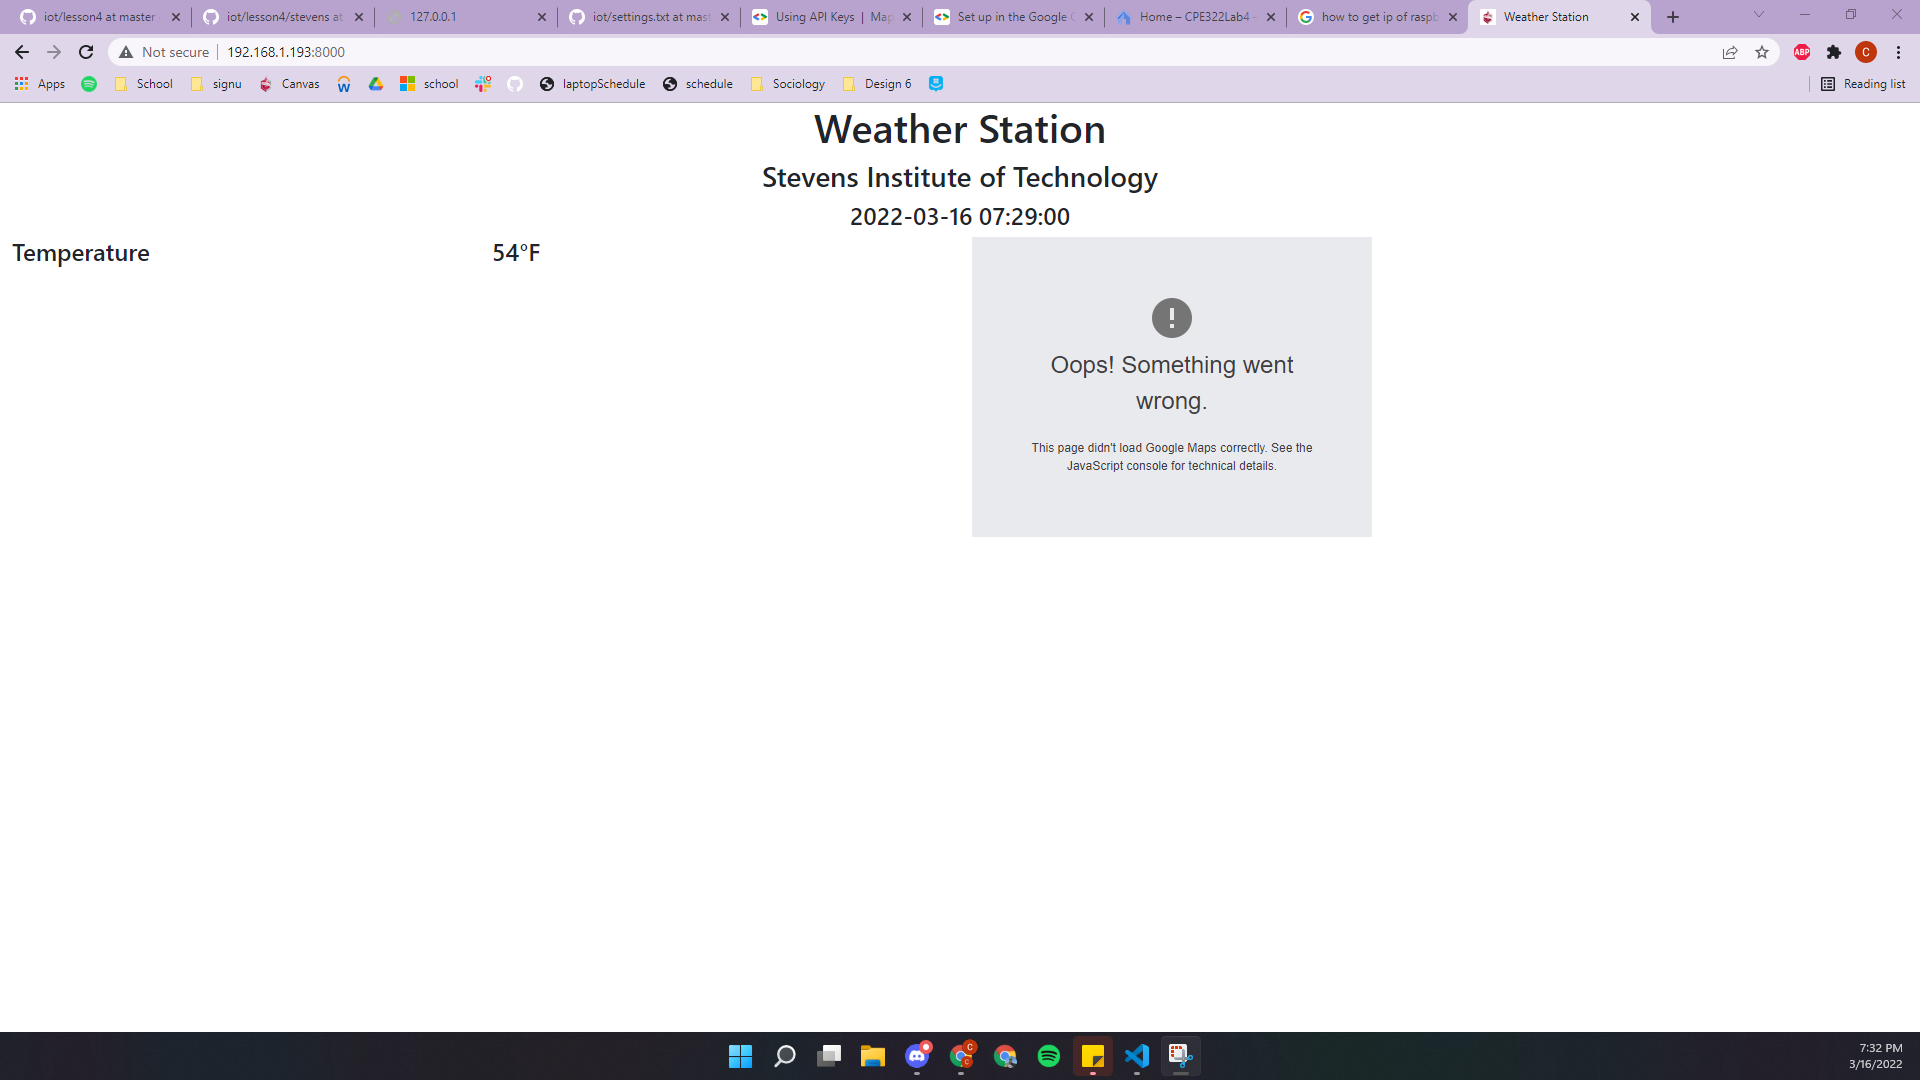 iot/lesson4 at master
iot/lesson4/stevens at
127.0.0.1
iot/settings.txt at mast
Using API Keys | Map
Set up in the Google C
Home – CPE322Lab4 -
how to get ip of raspb
Weather Station
Not secure
192.168.1.193:8000
ABP
C
Apps
School
signu
Canvas
school
laptopSchedule
schedule
Sociology
Design 6
Reading list
Weather Station
Stevens Institute of Technology
2022-03-16 07:29:00
Temperature
54°F
Oops! Something went
wrong.
This page didn't load Google Maps correctly. See the
JavaScript console for technical details.
7:32 PM
3/16/2022